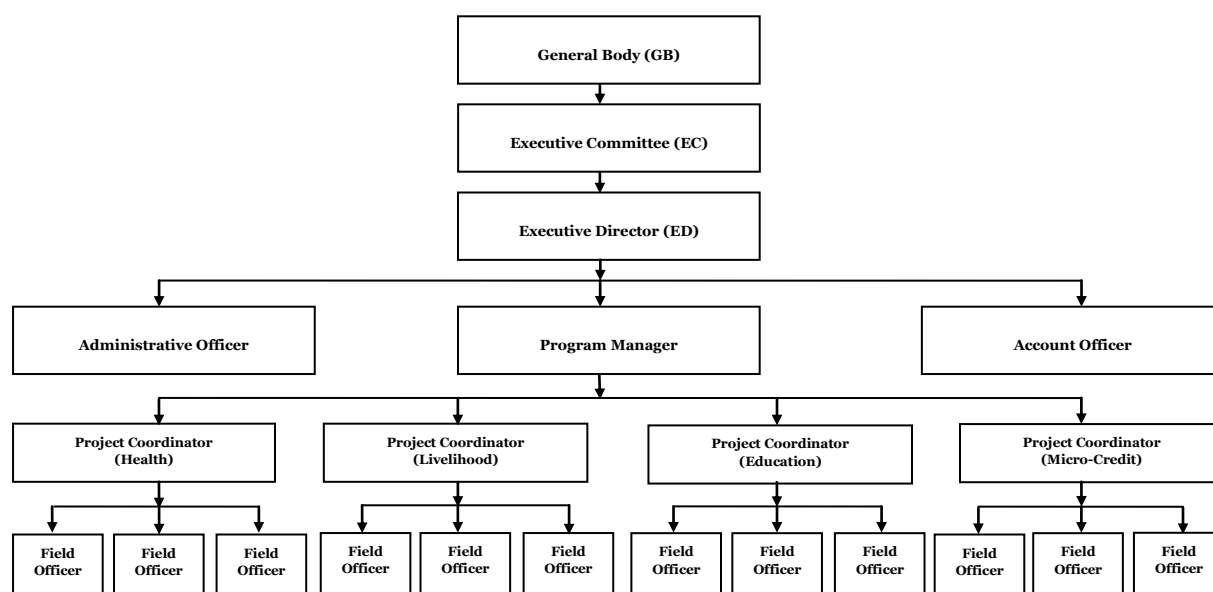 General Body (GB)
Executive Committee (EC)
Executive Director (ED)
Administrative Officer
Program Manager
Account Officer
Project Coordinator
(Health)
Project Coordinator
(Livelihood)
Project Coordinator
(Education)
Project Coordinator
(Micro-Credit)
Field
Officer
Field
Officer
Field
Officer
Field
Officer
Field
Officer
Field
Officer
Field
Officer
Field
Officer
Field
Officer
Field
Officer
Field
Officer
Field
Officer